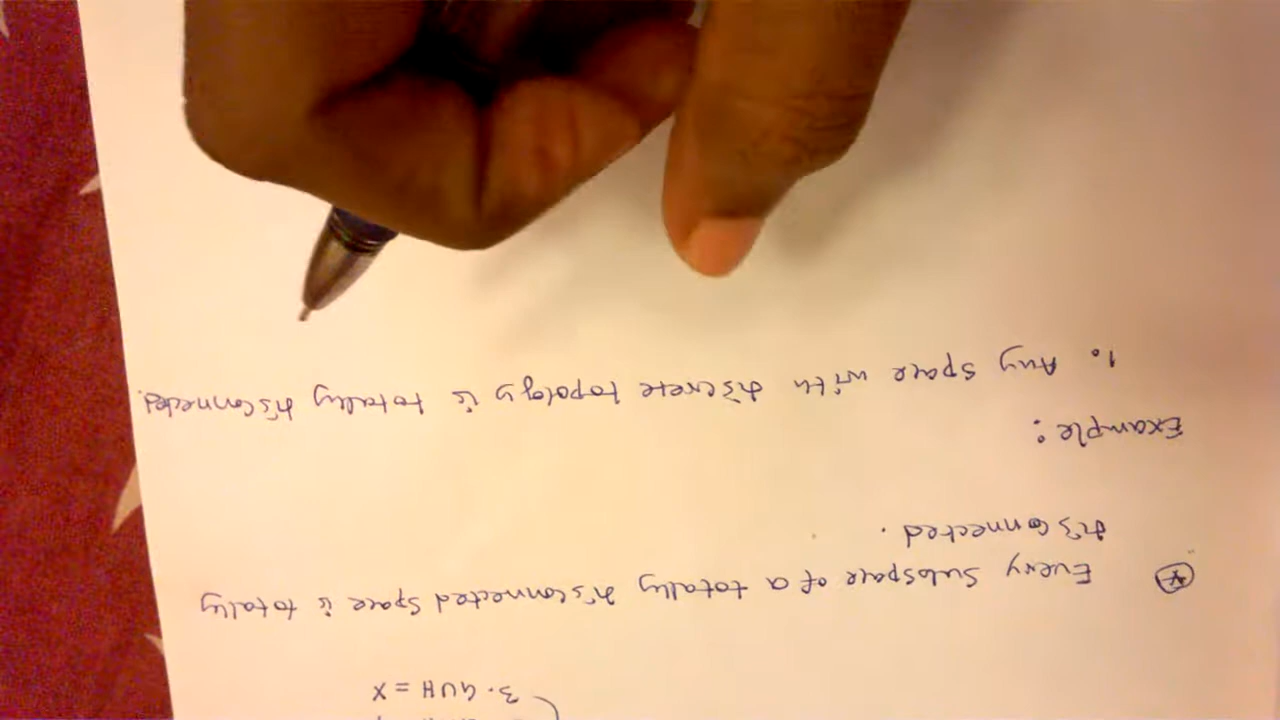 3. GUH = X
* Every subspace of a totally disconnected space is totally
disconnected.
Example:
1. Any space with discrete topology is totally disconnected.